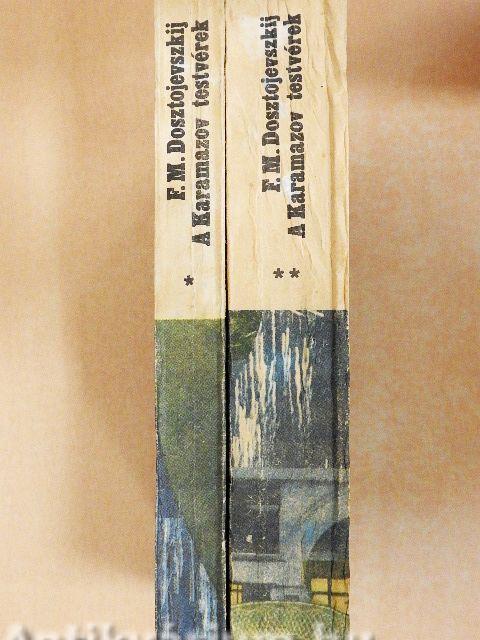 F. M. Dosztojevszkij
A Karamazov testvérek
*
F. M. Dosztojevszkij
A Karamazov testvérek
**